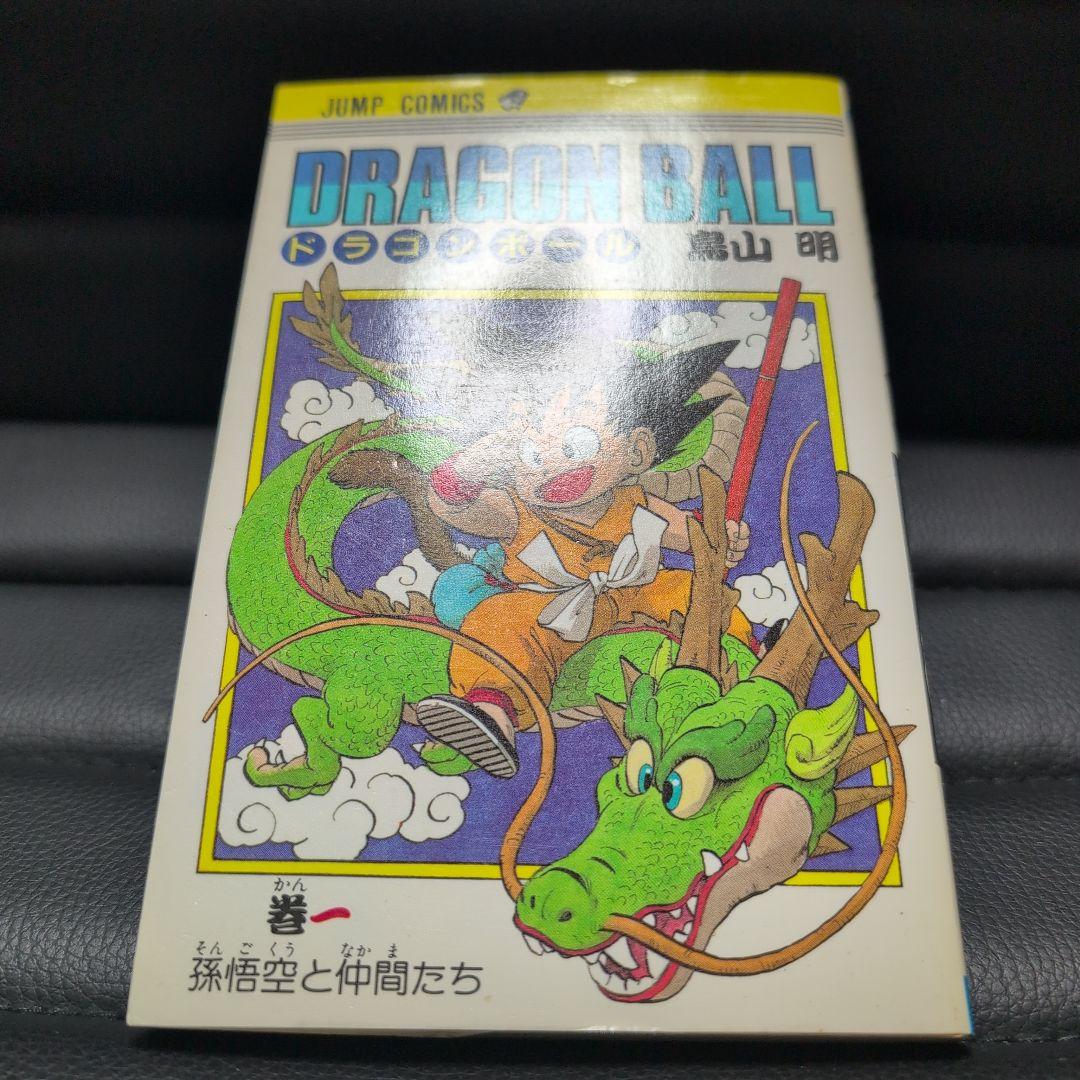 JUMP COMICS
DRAGON BALL
ドラゴンボール 鳥山 明
かん
巻一
そんごくう なかま
孫悟空と仲間たち